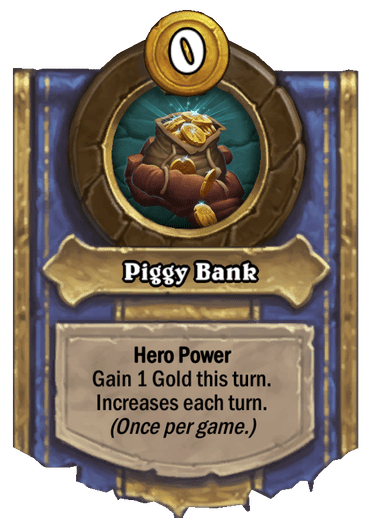 0
Piggy Bank
Hero Power
Gain 1 Gold this turn.
Increases each turn.
(Once per game.)